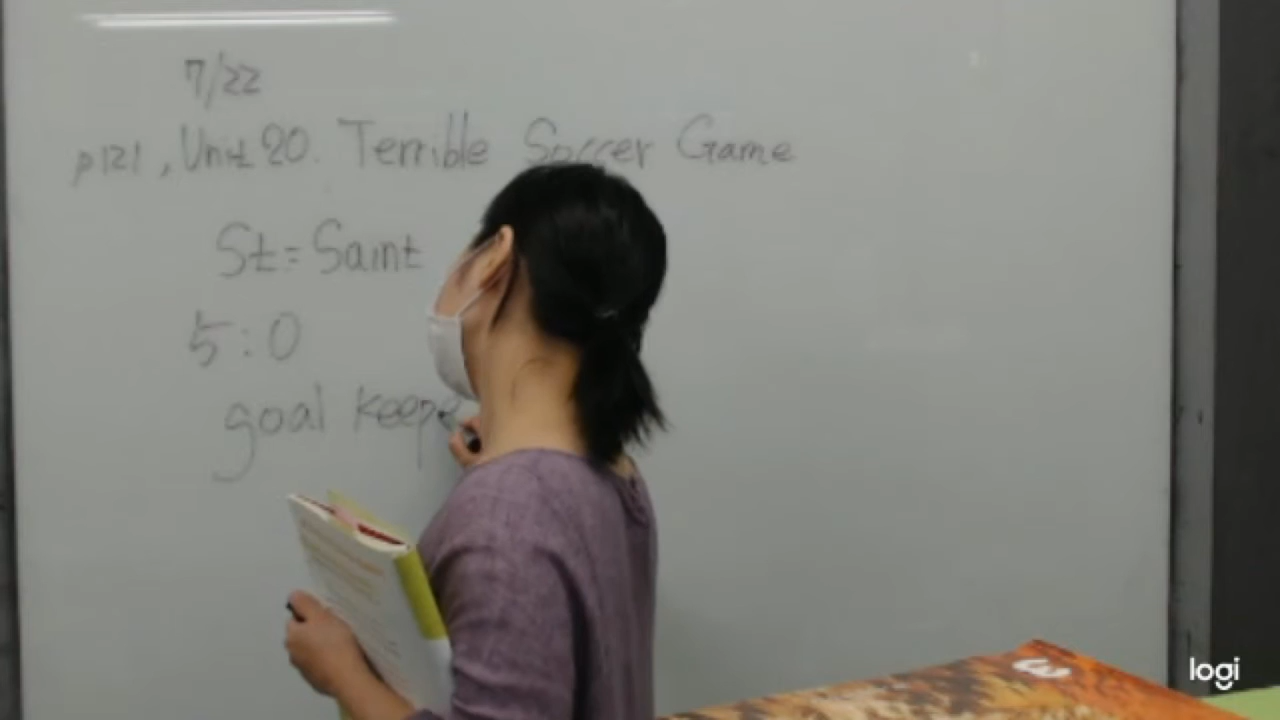 7/22
p121, Unit 20. Terrible Soccer Game
St = Saint
5:0
goal keepe
logi